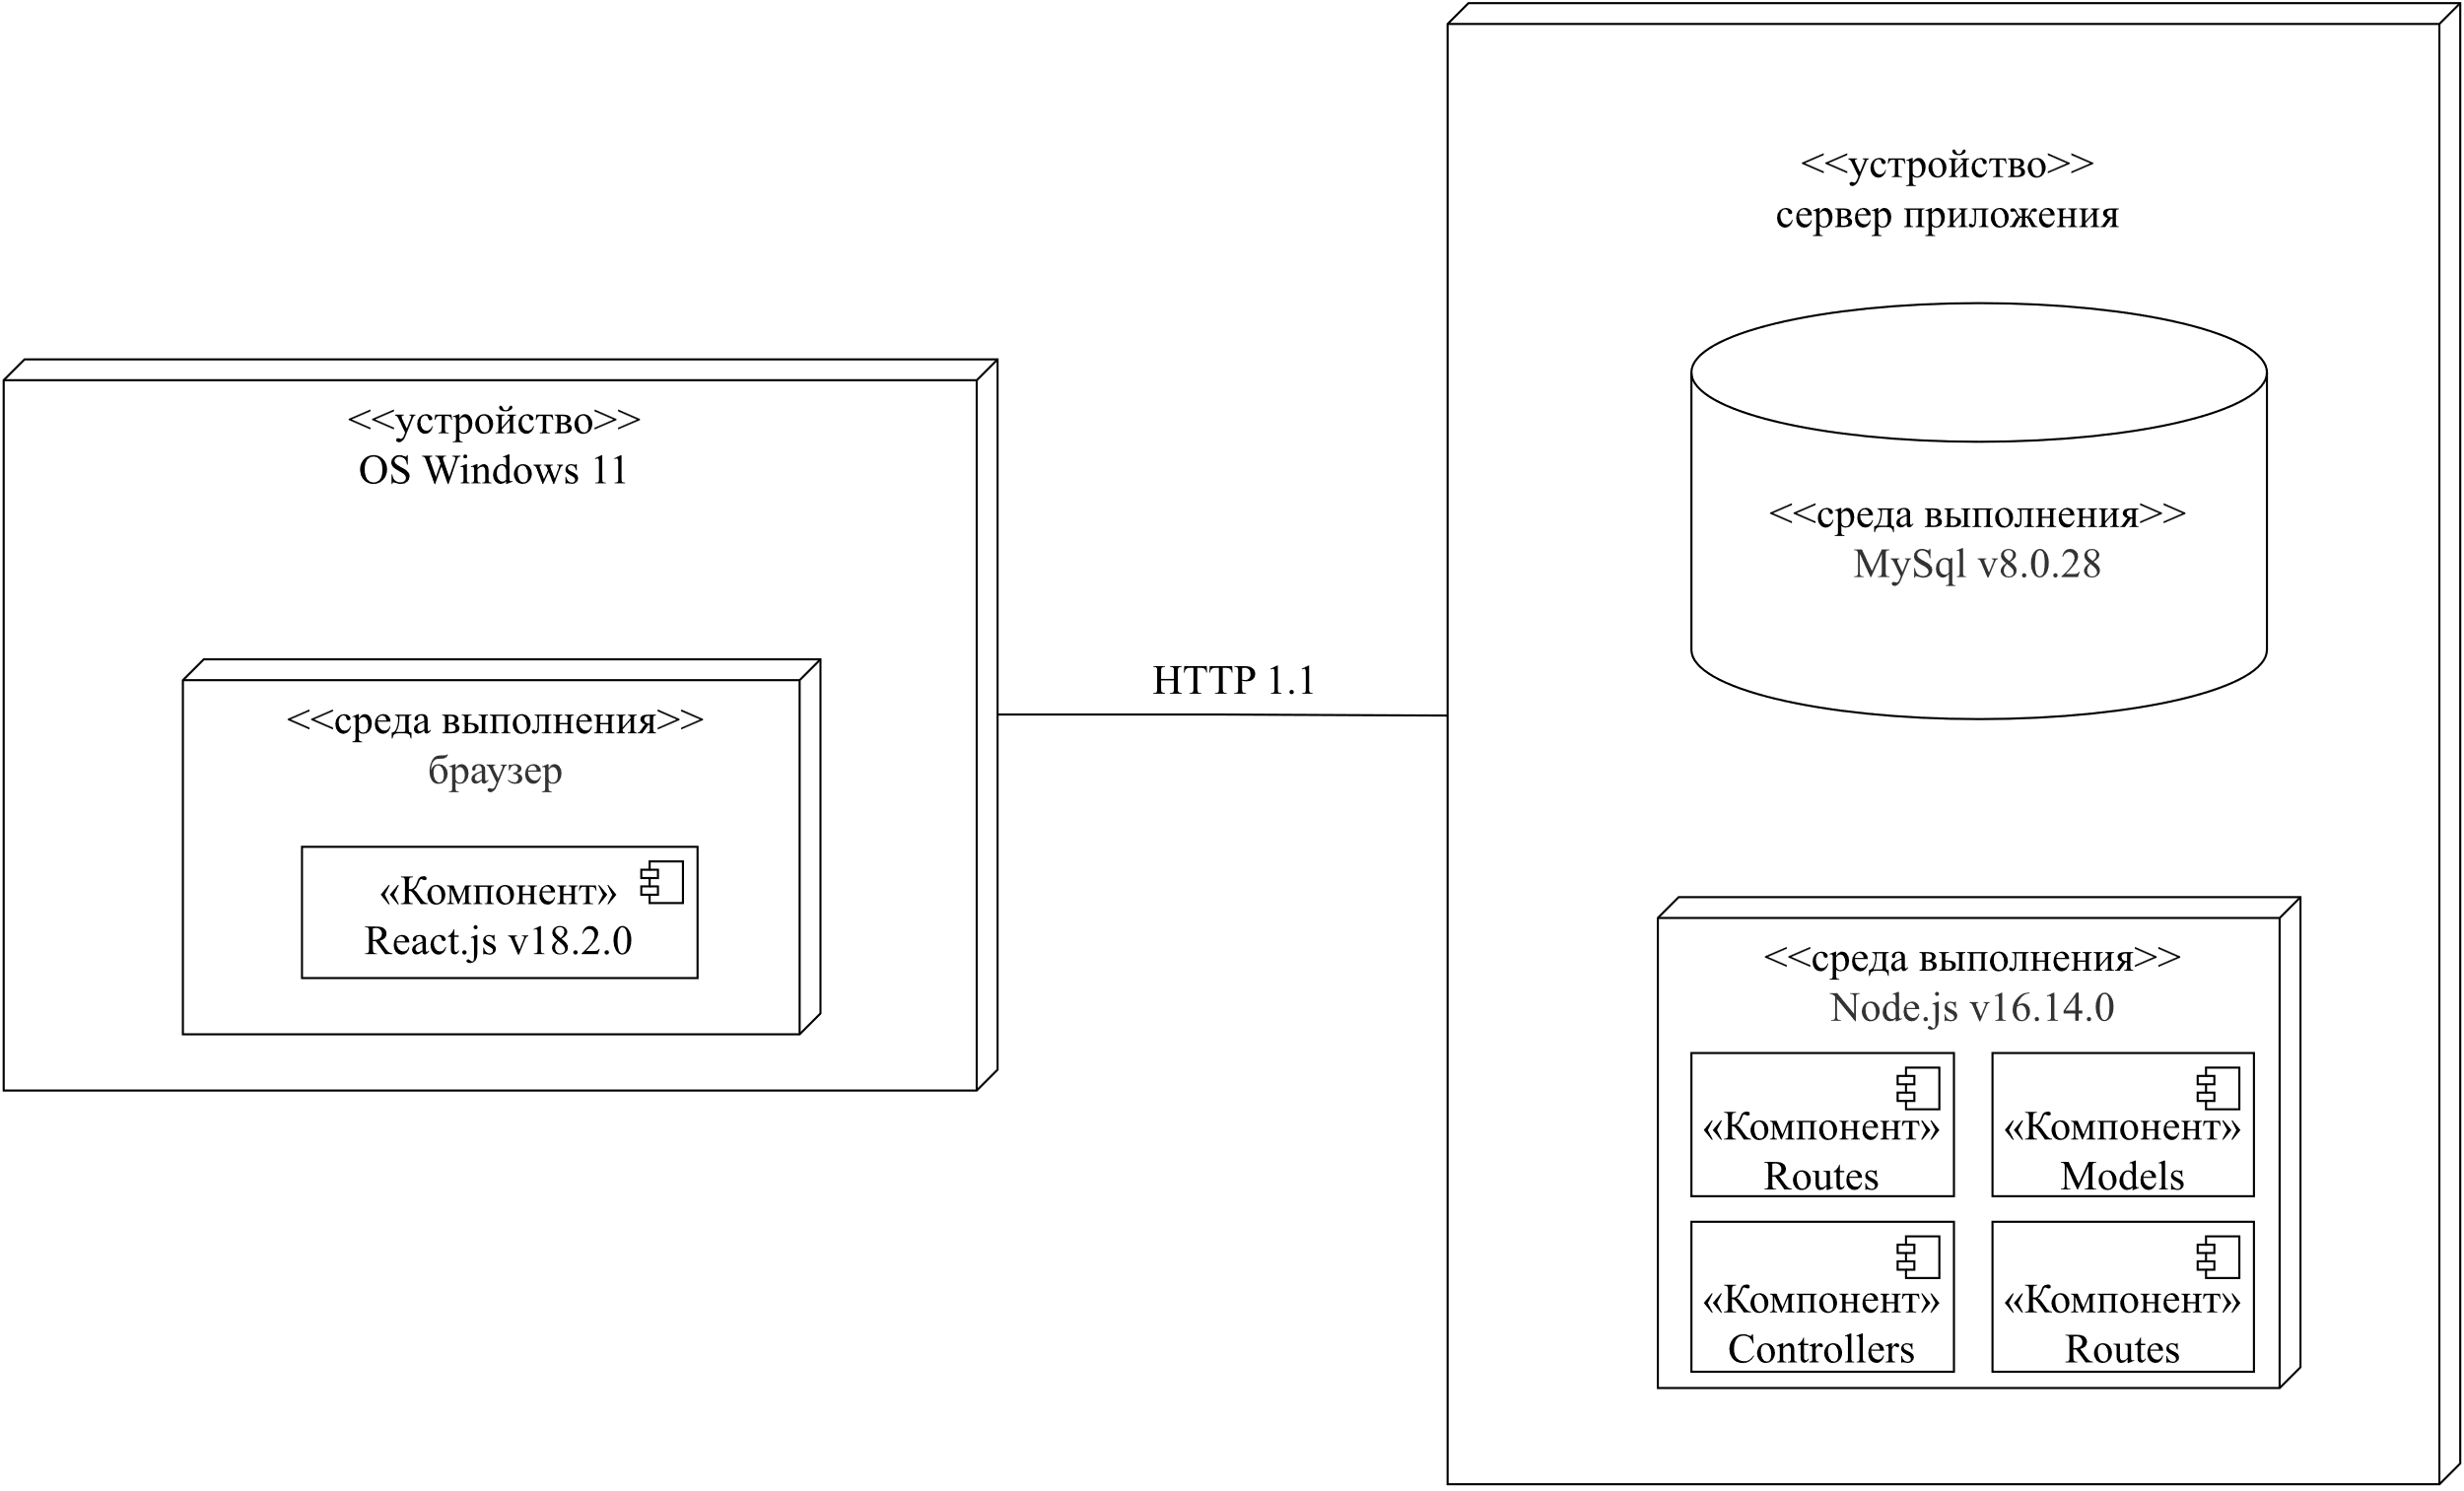 <<устройство>>
OS Windows 11
<<среда выполнения>>
браузер
«Компонент»
React.js v18.2.0
HTTP 1.1
<<устройство>>
сервер приложения
<<среда выполнения>>
MySql v8.0.28
<<среда выполнения>>
Node.js v16.14.0
«Компонент»
Routes
«Компонент»
Models
«Компонент»
Controllers
«Компонент»
Routes